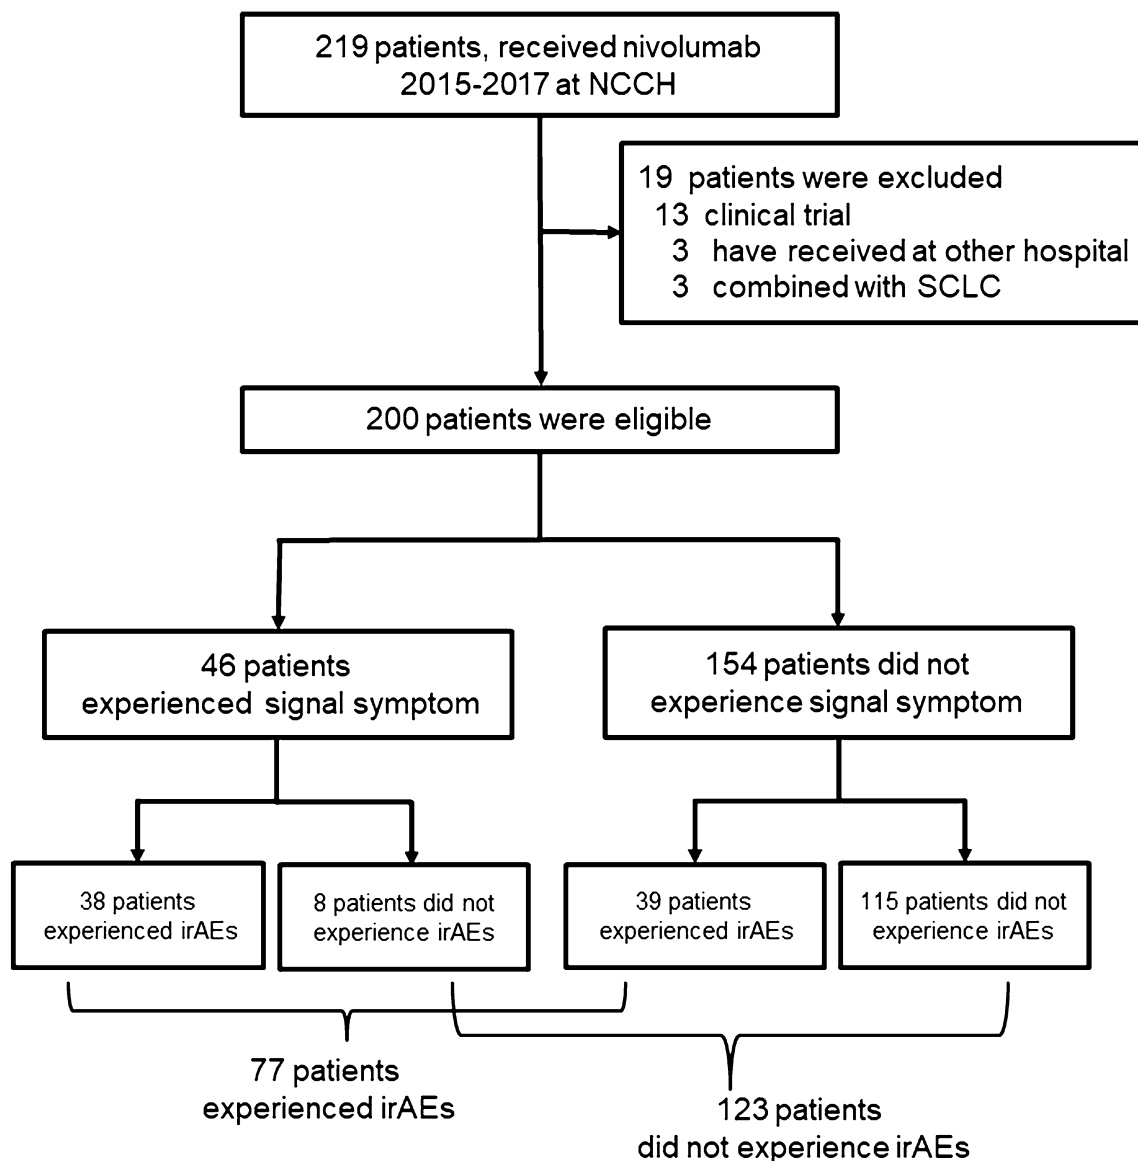 219 patients, received nivolumab
2015-2017 at NCCH
19 patients were excluded
13 clinical trial
3 have received at other hospital
3 combined with SCLC
200 patients were eligible
46 patients
experienced signal symptom
154 patients did not
experience signal symptom
38 patients
experienced irAEs
8 patients did not
experience irAEs
39 patients
experienced irAEs
115 patients did not
experience irAEs
77 patients
experienced irAEs
123 patients
did not experience irAEs